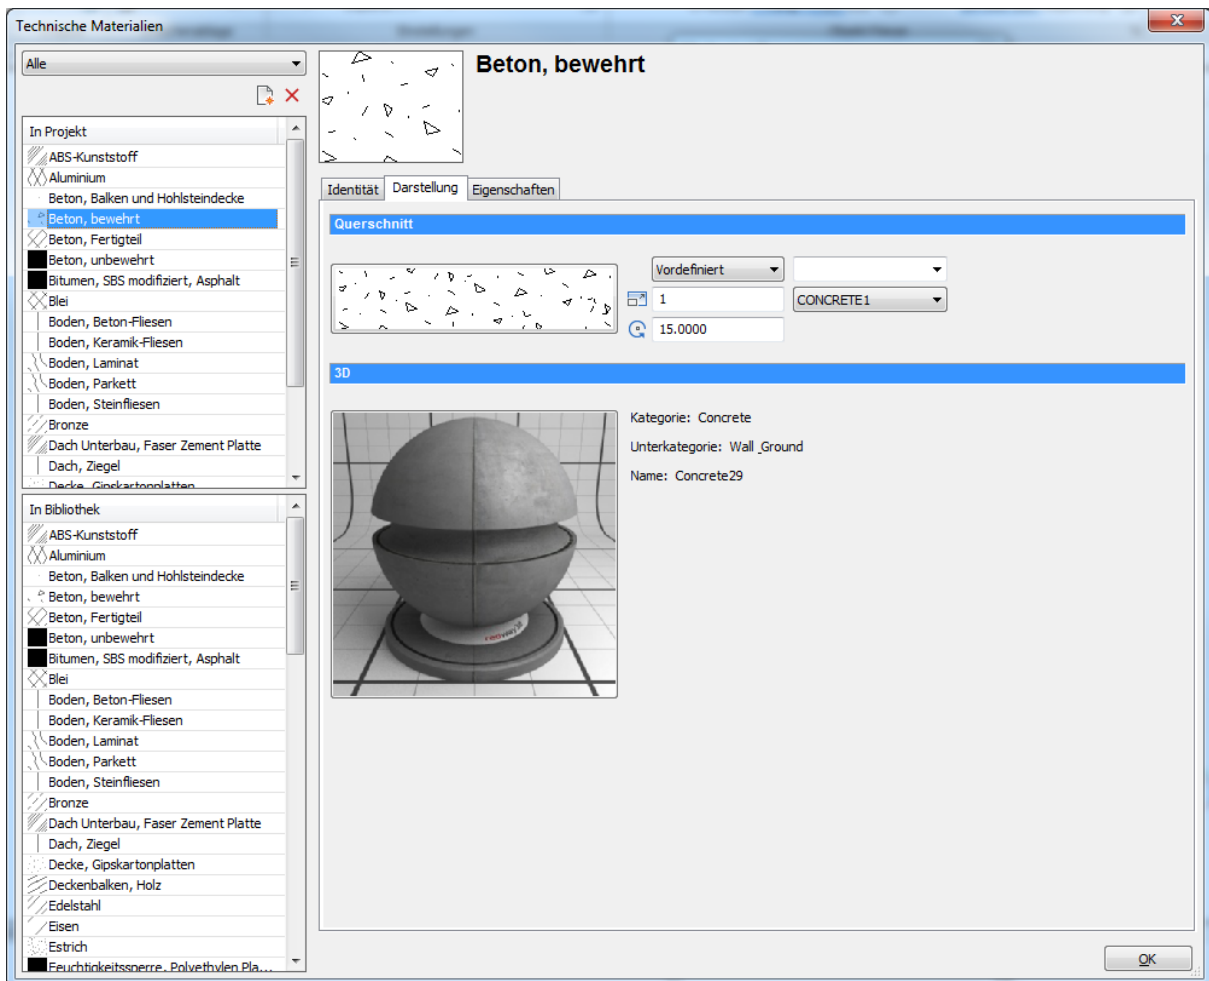 Technische Materialien
Alle
In Projekt
ABS-Kunststoff
Aluminium
Beton, Balken und Hohlsteindecke
Beton, bewehrt
Beton, Fertigteil
Beton, unbewehrt
Bitumen, SBS modifiziert, Asphalt
Blei
Boden, Beton-Fliesen
Boden, Keramik-Fliesen
Boden, Laminat
Boden, Parkett
Boden, Steinfliesen
Bronze
Dach Unterbau, Faser Zement Platte
Dach, Ziegel
Decke, Gipskartonplatten
In Bibliothek
ABS-Kunststoff
Aluminium
Beton, Balken und Hohlsteindecke
Beton, bewehrt
Beton, Fertigteil
Beton, unbewehrt
Bitumen, SBS modifiziert, Asphalt
Blei
Boden, Beton-Fliesen
Boden, Keramik-Fliesen
Boden, Laminat
Boden, Parkett
Boden, Steinfliesen
Bronze
Dach Unterbau, Faser Zement Platte
Dach, Ziegel
Decke, Gipskartonplatten
Deckenbalken, Holz
Edelstahl
Eisen
Estrich
Feuchtigkeitssperre, Polyethylen Pla...
Beton, bewehrt
Identität Darstellung Eigenschaften
Querschnitt
Vordefiniert
1 CONCRETE1
15.0000
3D
Kategorie: Concrete
Unterkategorie: Wall_Ground
Name: Concrete29
OK